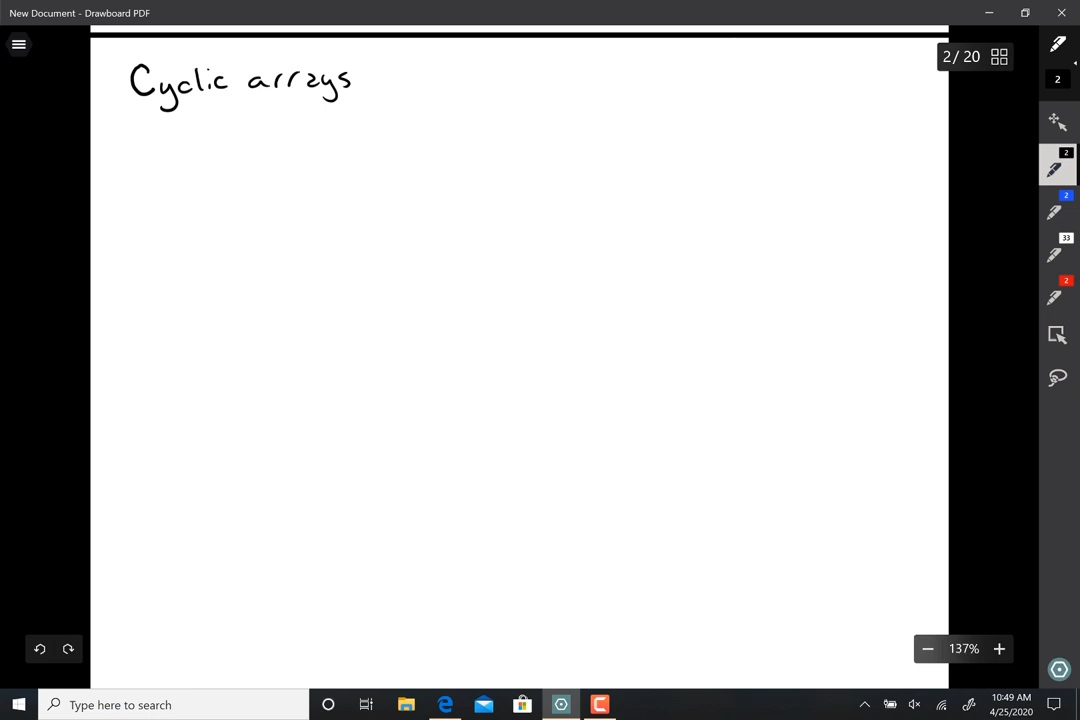 New Document - Drawboard PDF
Cyclic arrays
2 / 20
2
2
2
33
2
137%
Type here to search
10:49 AM
4/25/2020